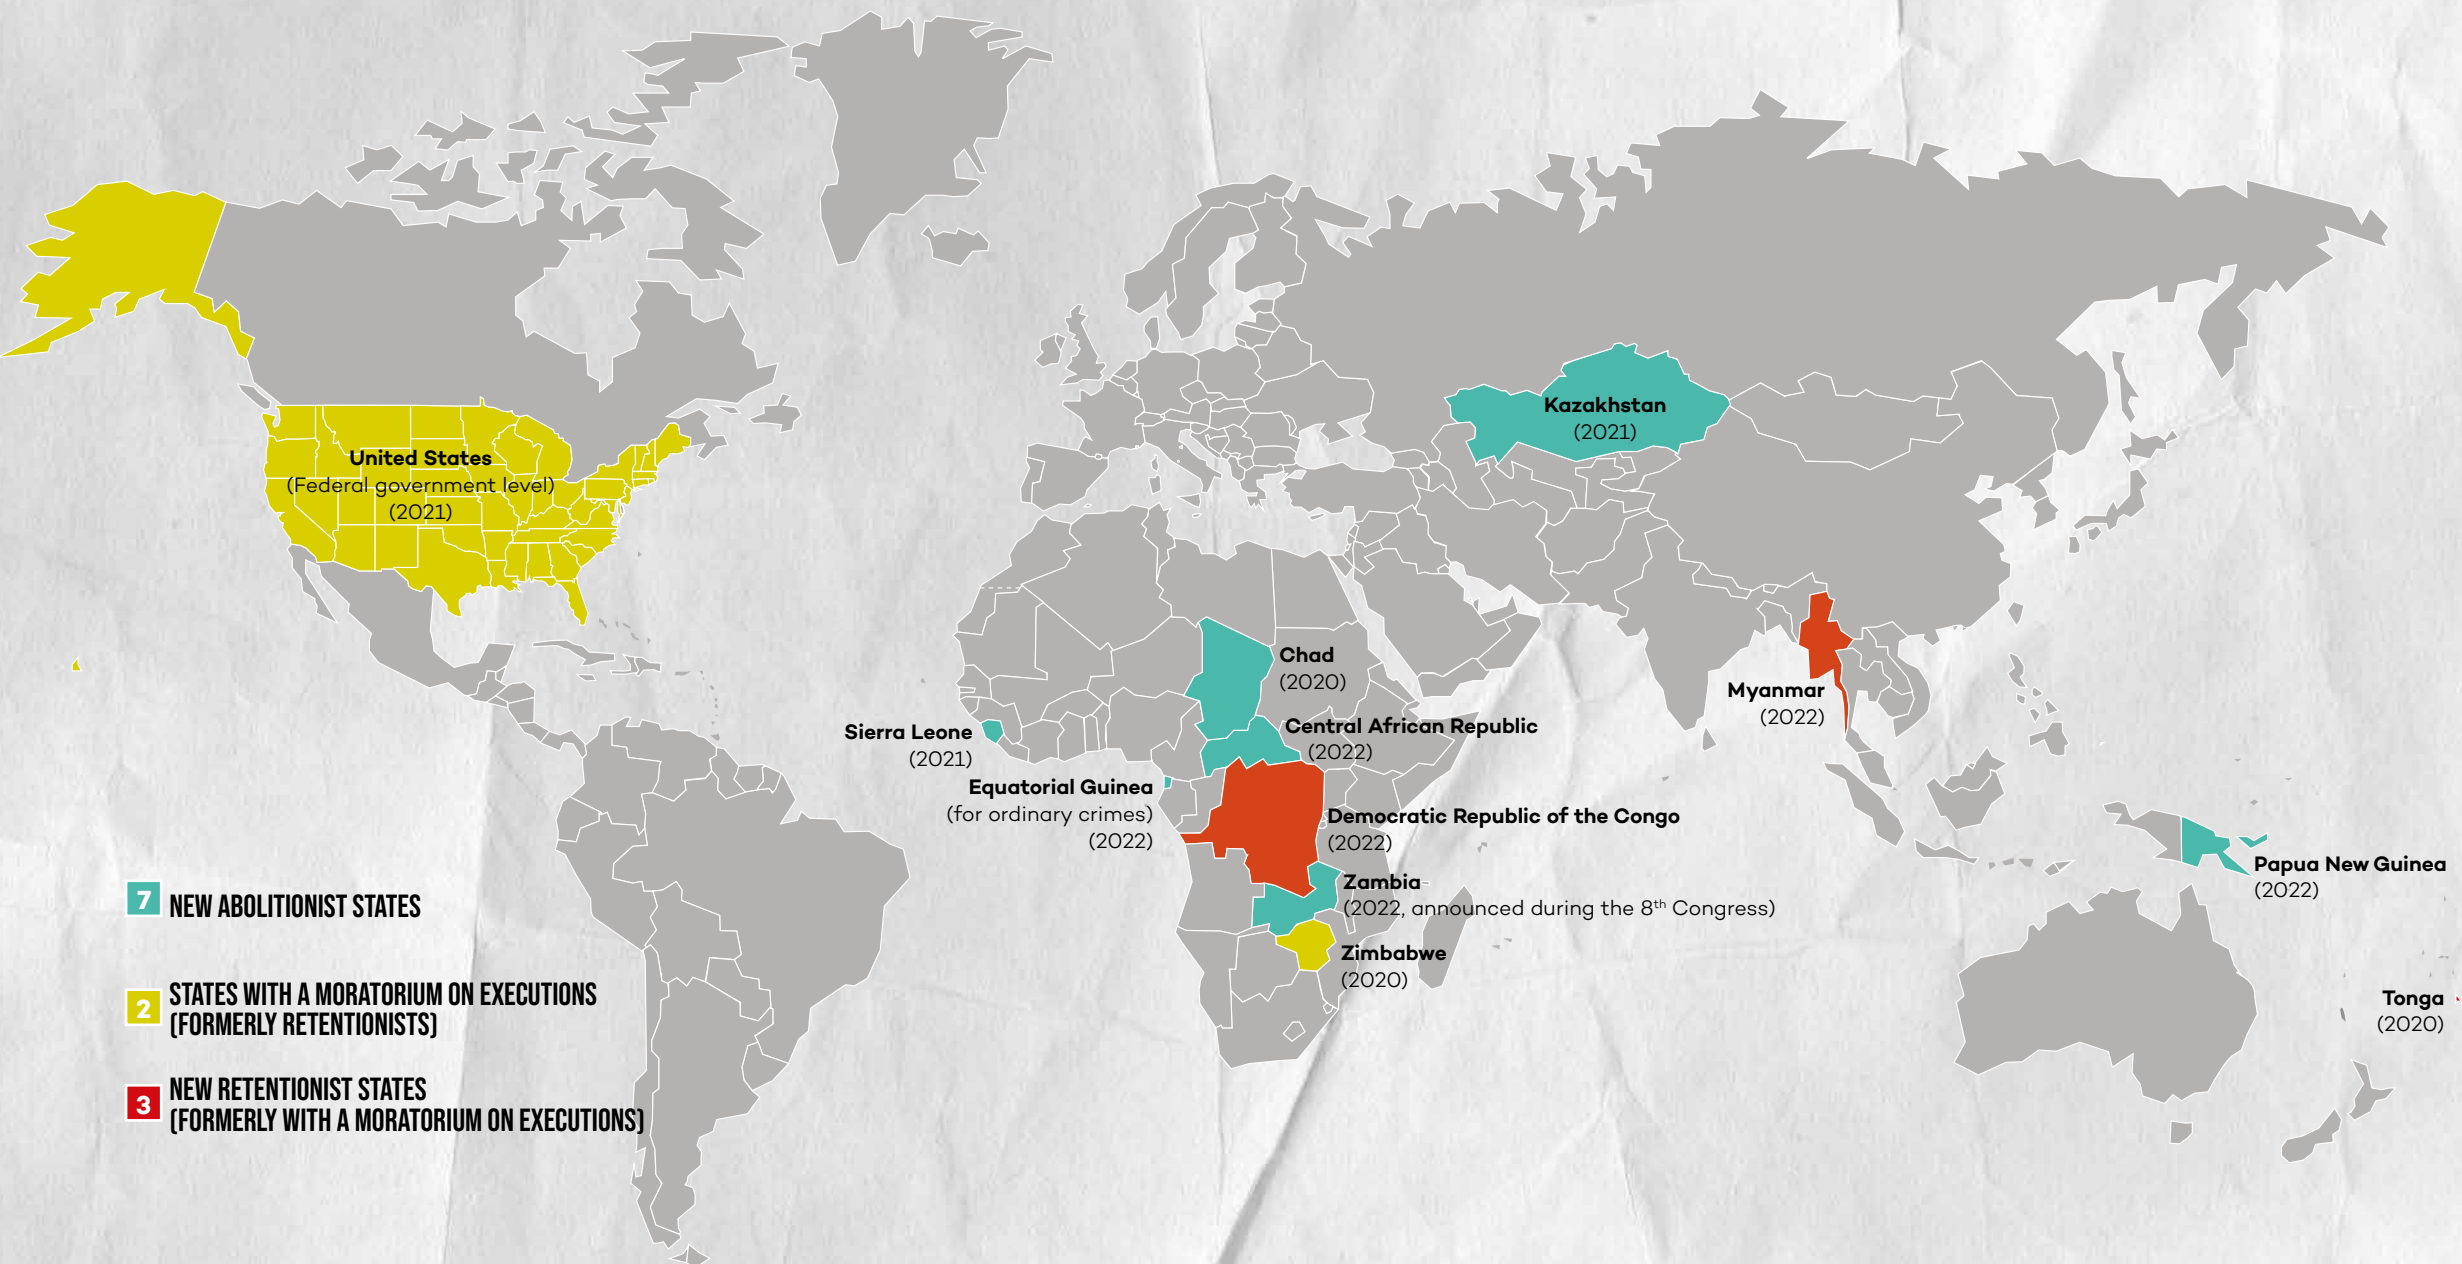 Kazakhstan
(2021)
United States
(Federal government level)
(2021)
Chad
(2020)
Myanmar
(2022)
Sierra Leone
(2021)
Central African Republic
(2022)
Equatorial Guinea
(for ordinary crimes)
(2022)
Democratic Republic of the Congo
(2022)
Papua New Guinea
(2022)
Zambia
(2022, announced during the 8th Congress)
Zimbabwe
(2020)
Tonga
(2020)
7 NEW ABOLITIONIST STATES
2 STATES WITH A MORATORIUM ON EXECUTIONS
(FORMERLY RETENTIONISTS)
3 NEW RETENTIONIST STATES
(FORMERLY WITH A MORATORIUM ON EXECUTIONS)